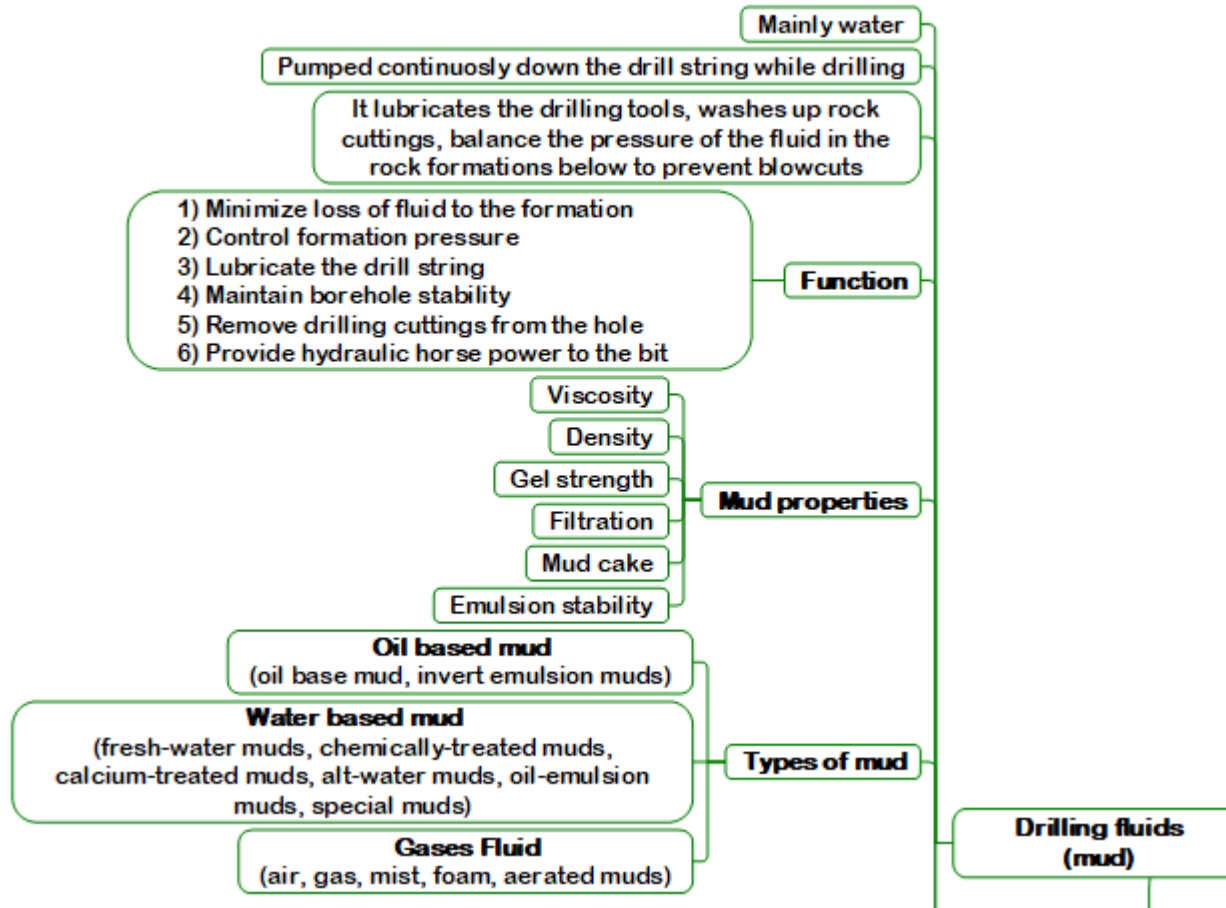 Mainly water
Pumped continuosly down the drill string while drilling
It lubricates the drilling tools, washes up rock
cuttings, balance the pressure of the fluid in the
rock formations below to prevent blowcuts
1) Minimize loss of fluid to the formation
2) Control formation pressure
3) Lubricate the drill string
4) Maintain borehole stability
5) Remove drilling cuttings from the hole
6) Provide hydraulic horse power to the bit
Function
Viscosity
Density
Gel strength
Filtration
Mud cake
Emulsion stability
Mud properties
Oil based mud
(oil base mud, invert emulsion muds)
Water based mud
(fresh-water muds, chemically-treated muds,
calcium-treated muds, alt-water muds, oil-emulsion
muds, special muds)
Gases Fluid
(air, gas, mist, foam, aerated muds)
Types of mud
Drilling fluids
(mud)